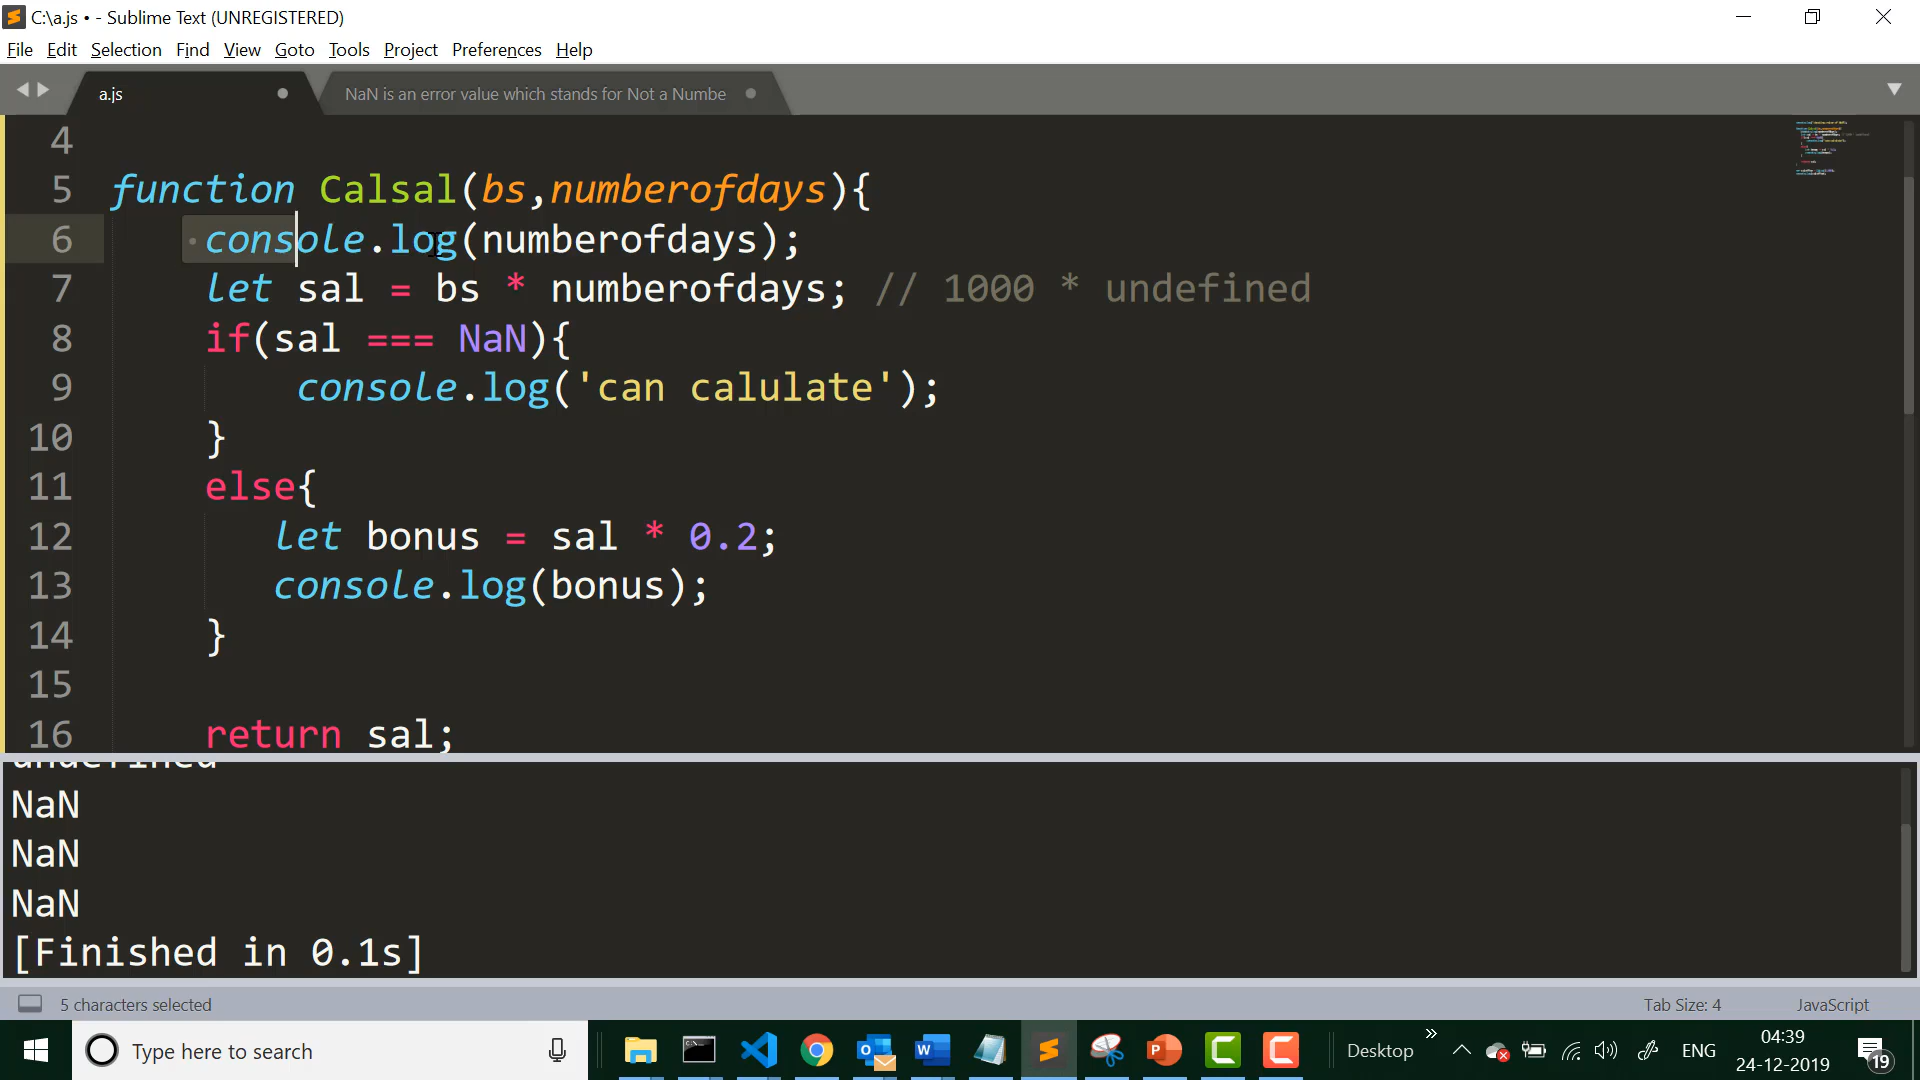 C:\a.js • - Sublime Text (UNREGISTERED)
File Edit Selection Find View Goto Tools Project Preferences Help
a.js NaN is an error value which stands for Not a Numbe
4
5 function Calsal(bs,numberofdays){
6 console.log(numberofdays);
7 let sal = bs * numberofdays; // 1000 * undefined
8 if(sal === NaN){
9 console.log('can calulate');
10 }
11 else{
12 let bonus = sal * 0.2;
13 console.log(bonus);
14 }
15
16 return sal;
undefined
NaN
NaN
NaN
[Finished in 0.1s]
5 characters selected Tab Size: 4 JavaScript
Type here to search Desktop ENG 04:39
24-12-2019 19